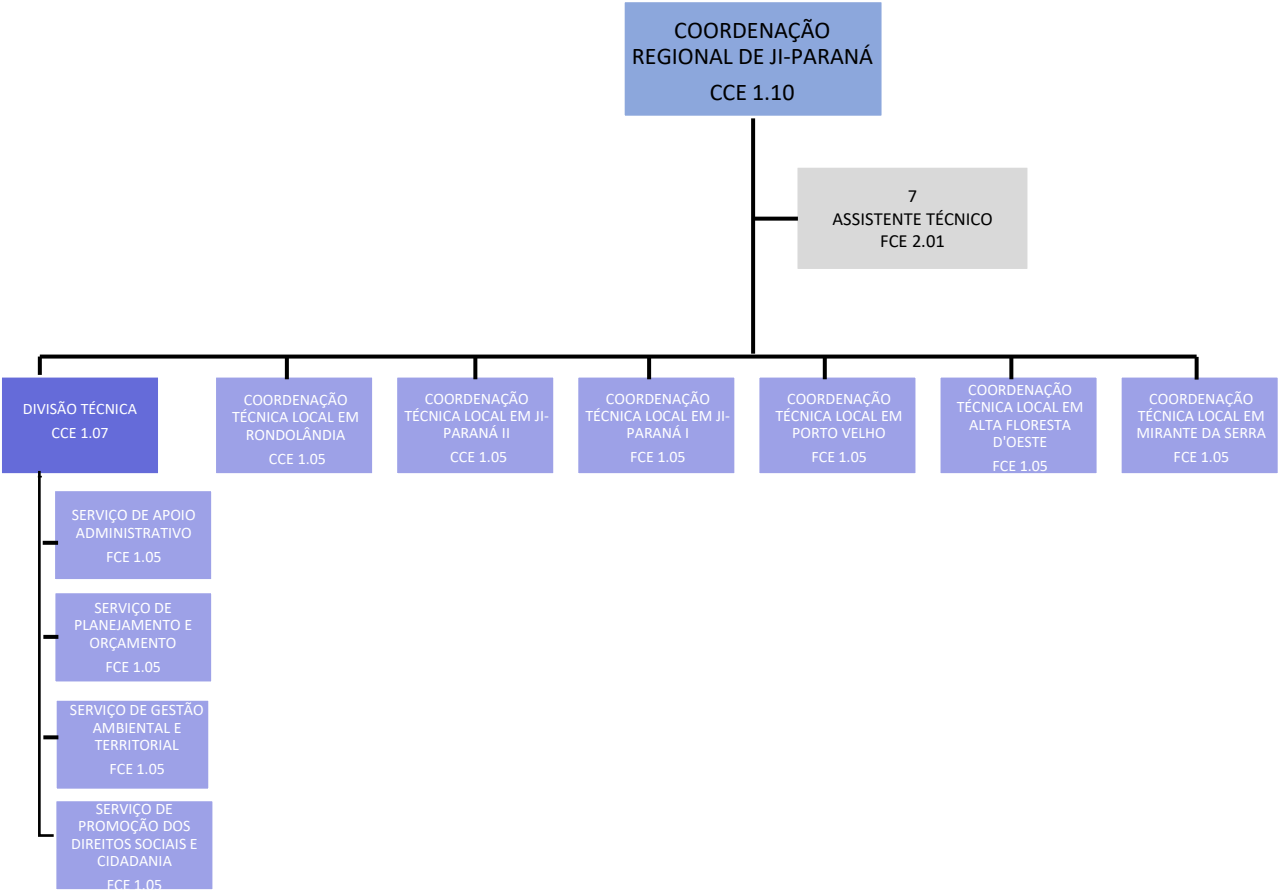 COORDENAÇÃO
REGIONAL DE JI-PARANÁ
CCE 1.10
7
ASSISTENTE TÉCNICO
FCE 2.01
DIVISÃO TÉCNICA
CCE 1.07
COORDENAÇÃO
TÉCNICA LOCAL EM
RONDOLÂNDIA
CCE 1.05
COORDENAÇÃO
TÉCNICA LOCAL EM JI-
PARANÁ II
CCE 1.05
COORDENAÇÃO
TÉCNICA LOCAL EM JI-
PARANÁ I
FCE 1.05
COORDENAÇÃO
TÉCNICA LOCAL EM
PORTO VELHO
FCE 1.05
COORDENAÇÃO
TÉCNICA LOCAL EM
ALTA FLORESTA
D'OESTE
FCE 1.05
COORDENAÇÃO
TÉCNICA LOCAL EM
MIRANTE DA SERRA
FCE 1.05
SERVIÇO DE APOIO
ADMINISTRATIVO
FCE 1.05
SERVIÇO DE
PLANEJAMENTO E
ORÇAMENTO
FCE 1.05
SERVIÇO DE GESTÃO
AMBIENTAL E
TERRITORIAL
FCE 1.05
SERVIÇO DE
PROMOÇÃO DOS
DIREITOS SOCIAIS E
CIDADANIA
FCE 1.05